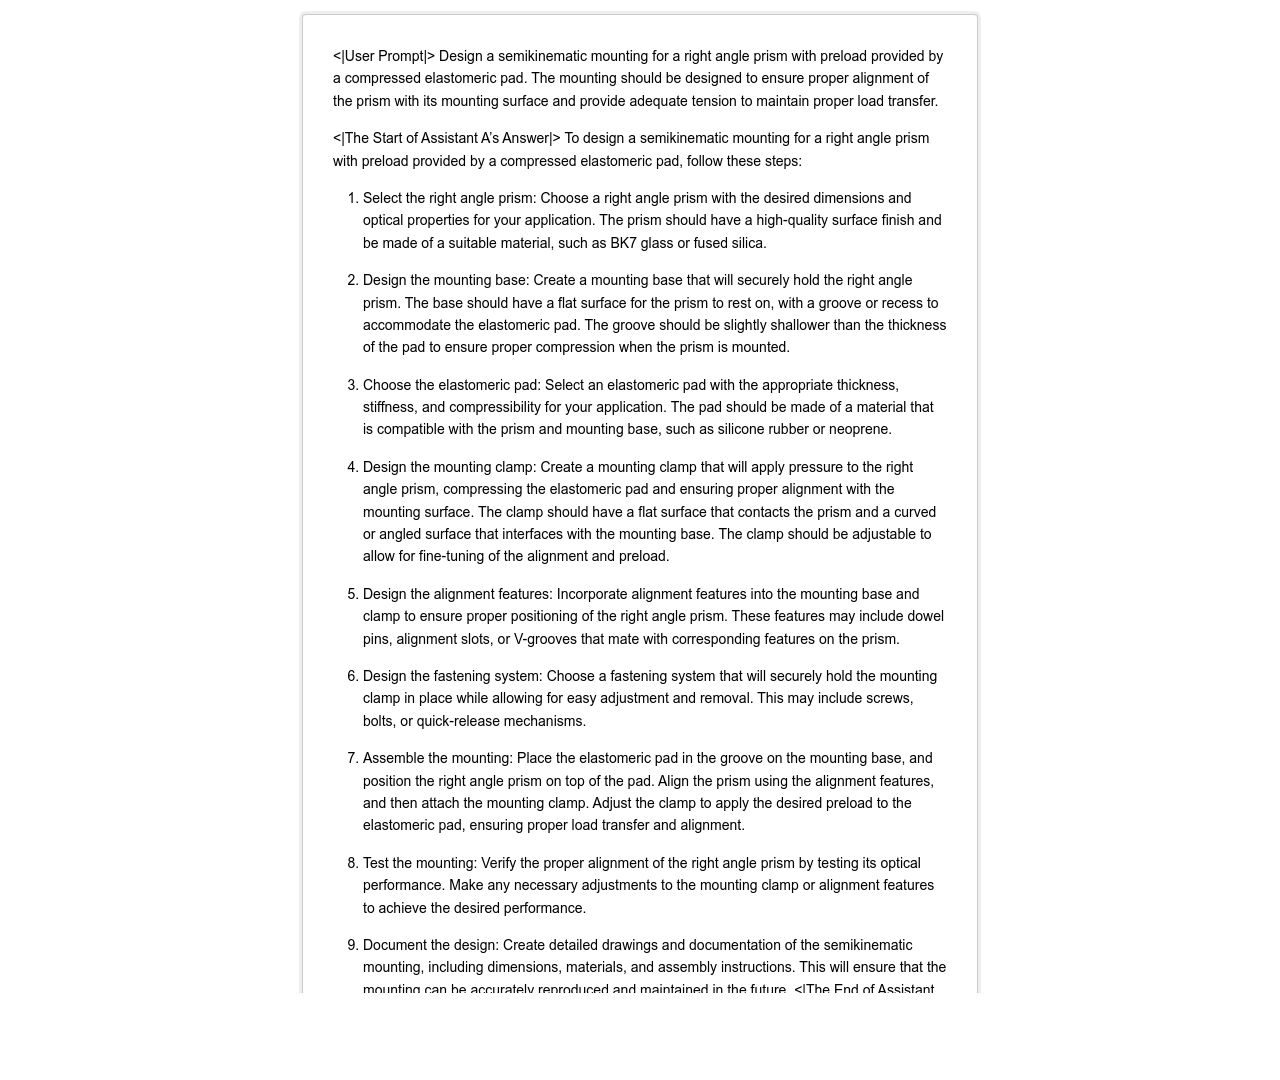 <|User Prompt|> Design a semikinematic mounting for a right angle prism with preload provided by
a compressed elastomeric pad. The mounting should be designed to ensure proper alignment of
the prism with its mounting surface and provide adequate tension to maintain proper load transfer.
<|The Start of Assistant A’s Answer|> To design a semikinematic mounting for a right angle prism
with preload provided by a compressed elastomeric pad, follow these steps:
1. Select the right angle prism: Choose a right angle prism with the desired dimensions and
optical properties for your application. The prism should have a high-quality surface finish and
be made of a suitable material, such as BK7 glass or fused silica.
2. Design the mounting base: Create a mounting base that will securely hold the right angle
prism. The base should have a flat surface for the prism to rest on, with a groove or recess to
accommodate the elastomeric pad. The groove should be slightly shallower than the thickness
of the pad to ensure proper compression when the prism is mounted.
3. Choose the elastomeric pad: Select an elastomeric pad with the appropriate thickness,
stiffness, and compressibility for your application. The pad should be made of a material that
is compatible with the prism and mounting base, such as silicone rubber or neoprene.
4. Design the mounting clamp: Create a mounting clamp that will apply pressure to the right
angle prism, compressing the elastomeric pad and ensuring proper alignment with the
mounting surface. The clamp should have a flat surface that contacts the prism and a curved
or angled surface that interfaces with the mounting base. The clamp should be adjustable to
allow for fine-tuning of the alignment and preload.
5. Design the alignment features: Incorporate alignment features into the mounting base and
clamp to ensure proper positioning of the right angle prism. These features may include dowel
pins, alignment slots, or V-grooves that mate with corresponding features on the prism.
6. Design the fastening system: Choose a fastening system that will securely hold the mounting
clamp in place while allowing for easy adjustment and removal. This may include screws,
bolts, or quick-release mechanisms.
7. Assemble the mounting: Place the elastomeric pad in the groove on the mounting base, and
position the right angle prism on top of the pad. Align the prism using the alignment features,
and then attach the mounting clamp. Adjust the clamp to apply the desired preload to the
elastomeric pad, ensuring proper load transfer and alignment.
8. Test the mounting: Verify the proper alignment of the right angle prism by testing its optical
performance. Make any necessary adjustments to the mounting clamp or alignment features
to achieve the desired performance.
9. Document the design: Create detailed drawings and documentation of the semikinematic
mounting, including dimensions, materials, and assembly instructions. This will ensure that the
mounting can be accurately reproduced and maintained in the future. <|The End of Assistant